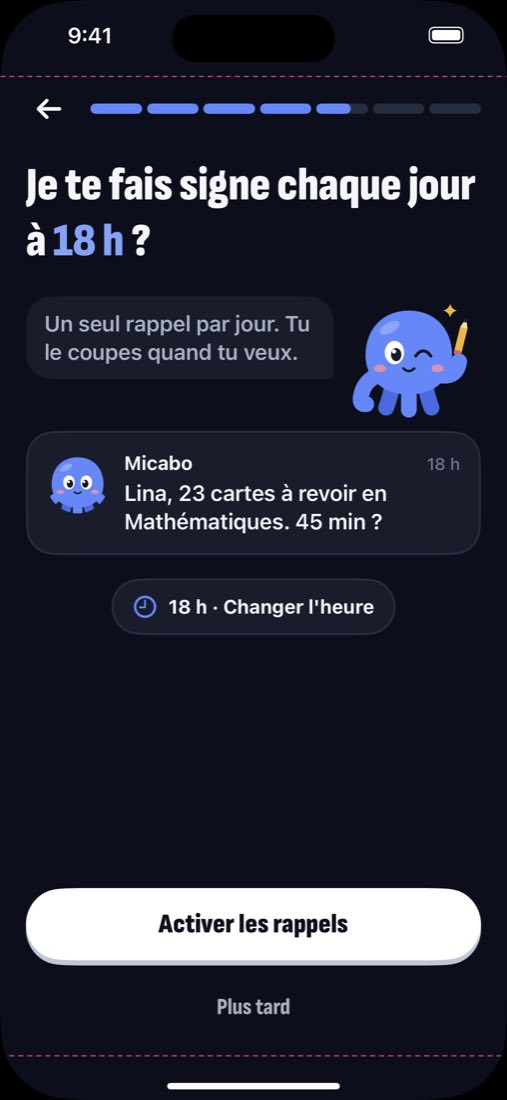 9:41
Je te fais signe chaque jour
à 18 h ?
Un seul rappel par jour. Tu
le coupes quand tu veux.
Micabo
18 h
Lina, 23 cartes à revoir en
Mathématiques. 45 min ?
18 h · Changer l'heure
Activer les rappels
Plus tard